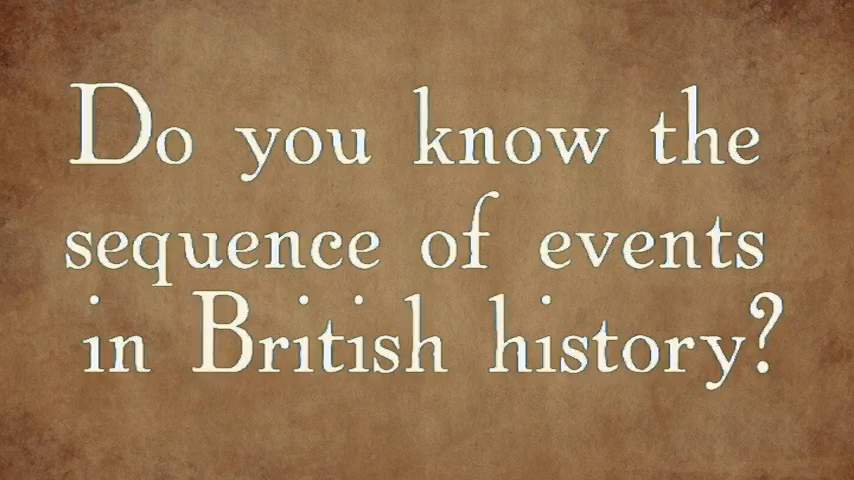 Do you know the
sequence of events
in British history?